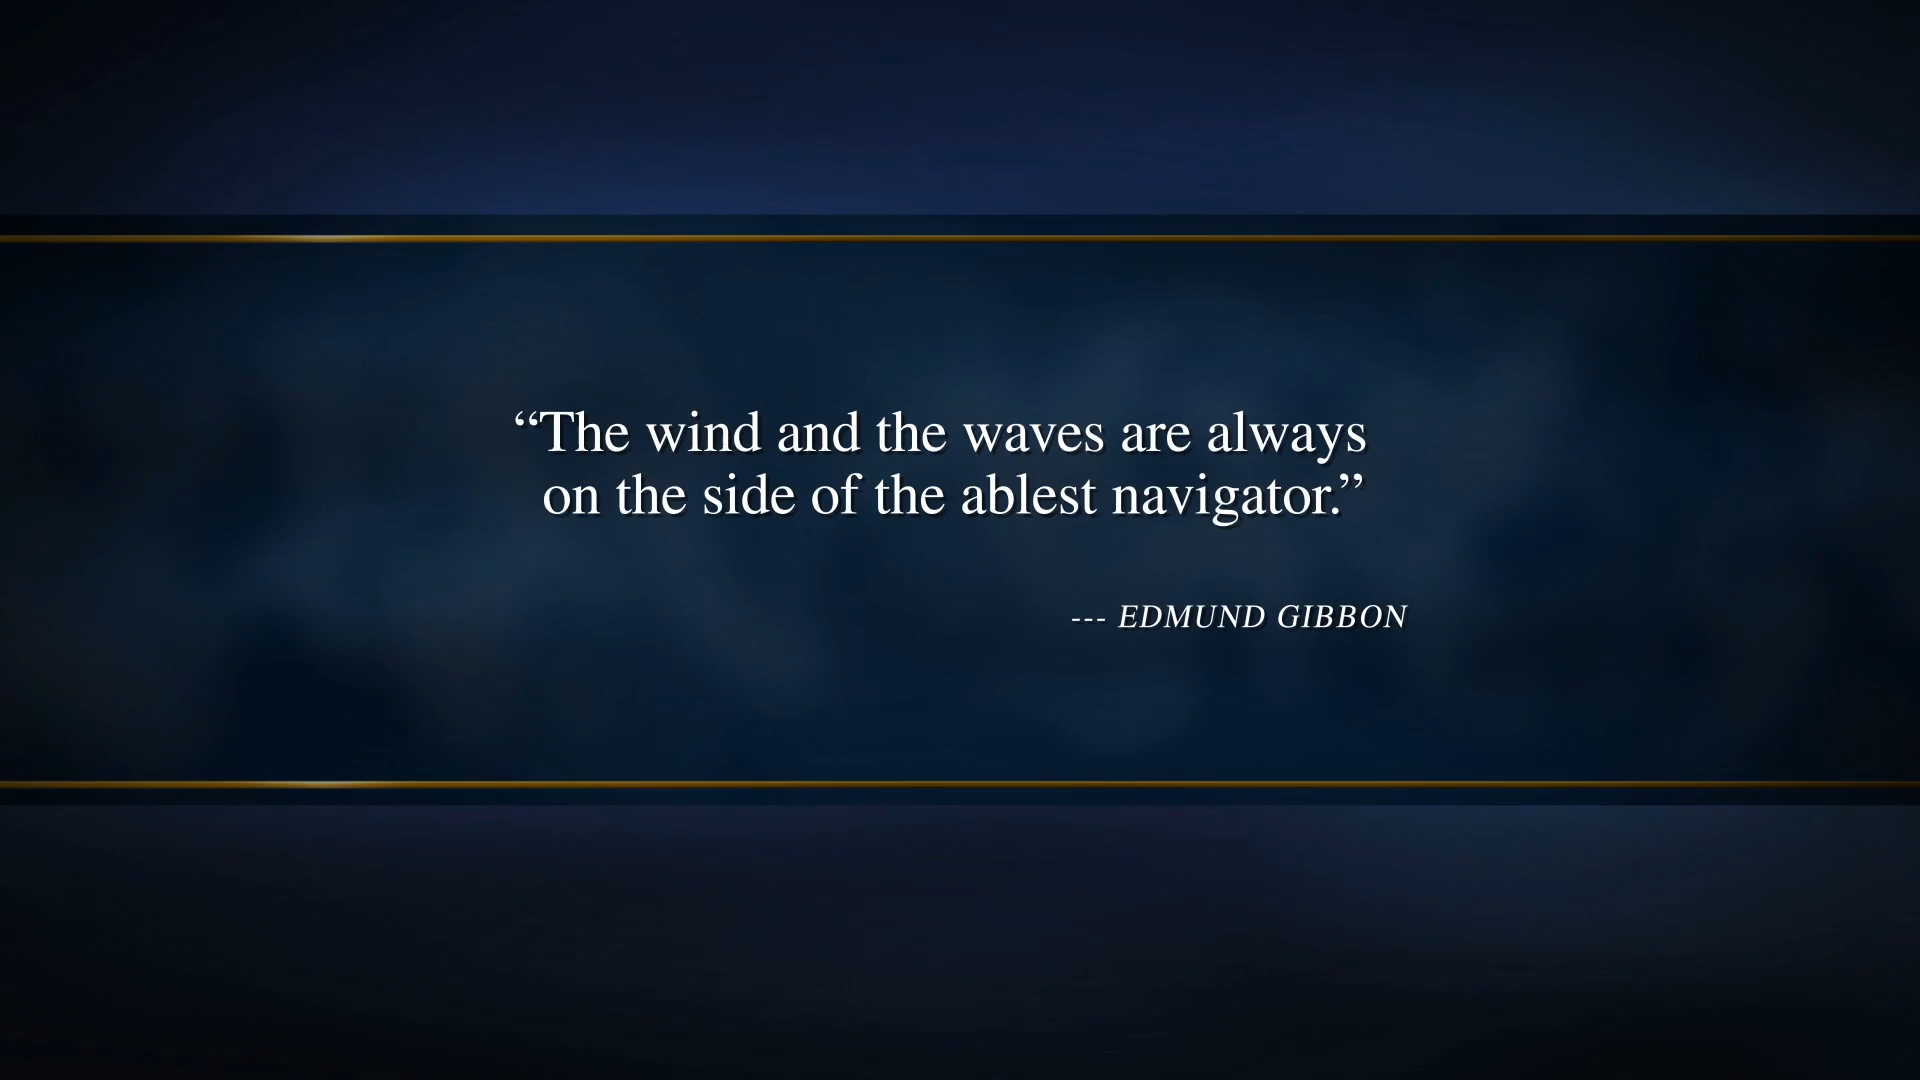 “The wind and the waves are always
on the side of the ablest navigator.”
--- EDMUND GIBBON